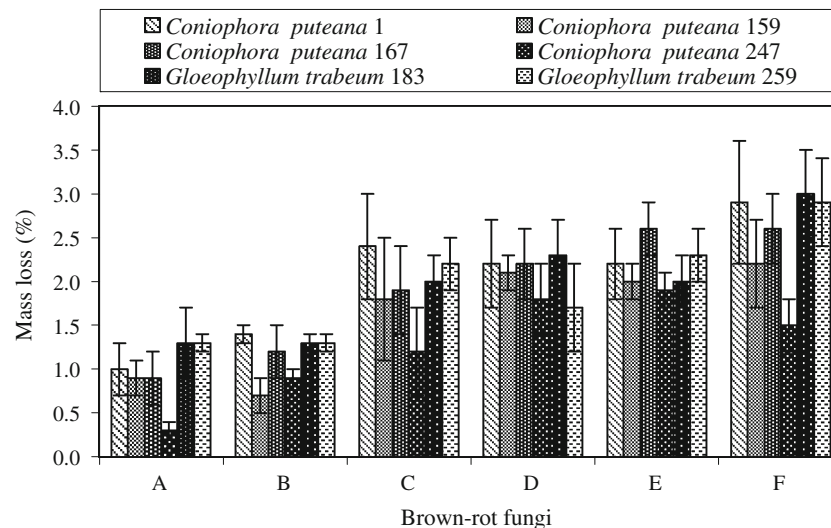 Coniophora puteana 1
Coniophora puteana 159
Coniophora puteana 167
Coniophora puteana 247
Gloeophyllum trabeum 183
Gloeophyllum trabeum 259
4.0
3.5
3.0
2.5
2.0
1.5
1.0
0.5
0.0
Mass loss (%)
A B C D E F
Brown-rot fungi